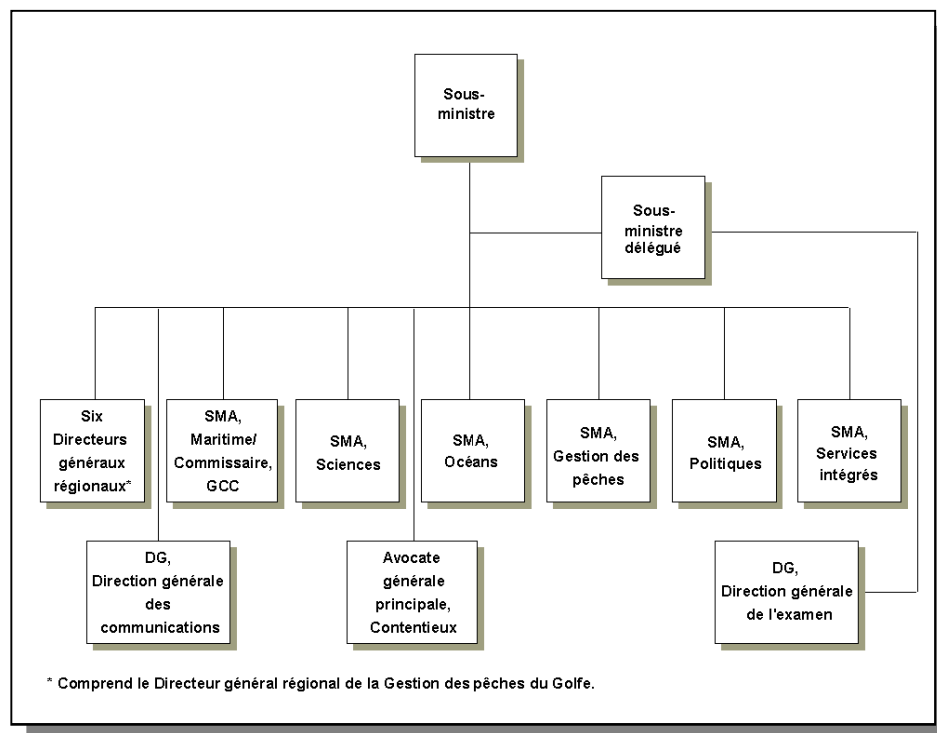 Sous-
ministre
Sous-
ministre
délégué
Six
Directeurs
généraux
régionaux*
SMA,
Maritime/
Commissaire,
GCC
SMA,
Sciences
SMA,
Océans
SMA,
Gestion des
pêches
SMA,
Politiques
SMA,
Services
intégrés
DG,
Direction générale
des
communications
Avocate
générale
principale,
Contentieux
DG,
Direction générale
de l'examen
* Comprend le Directeur général régional de la Gestion des pêches du Golfe.